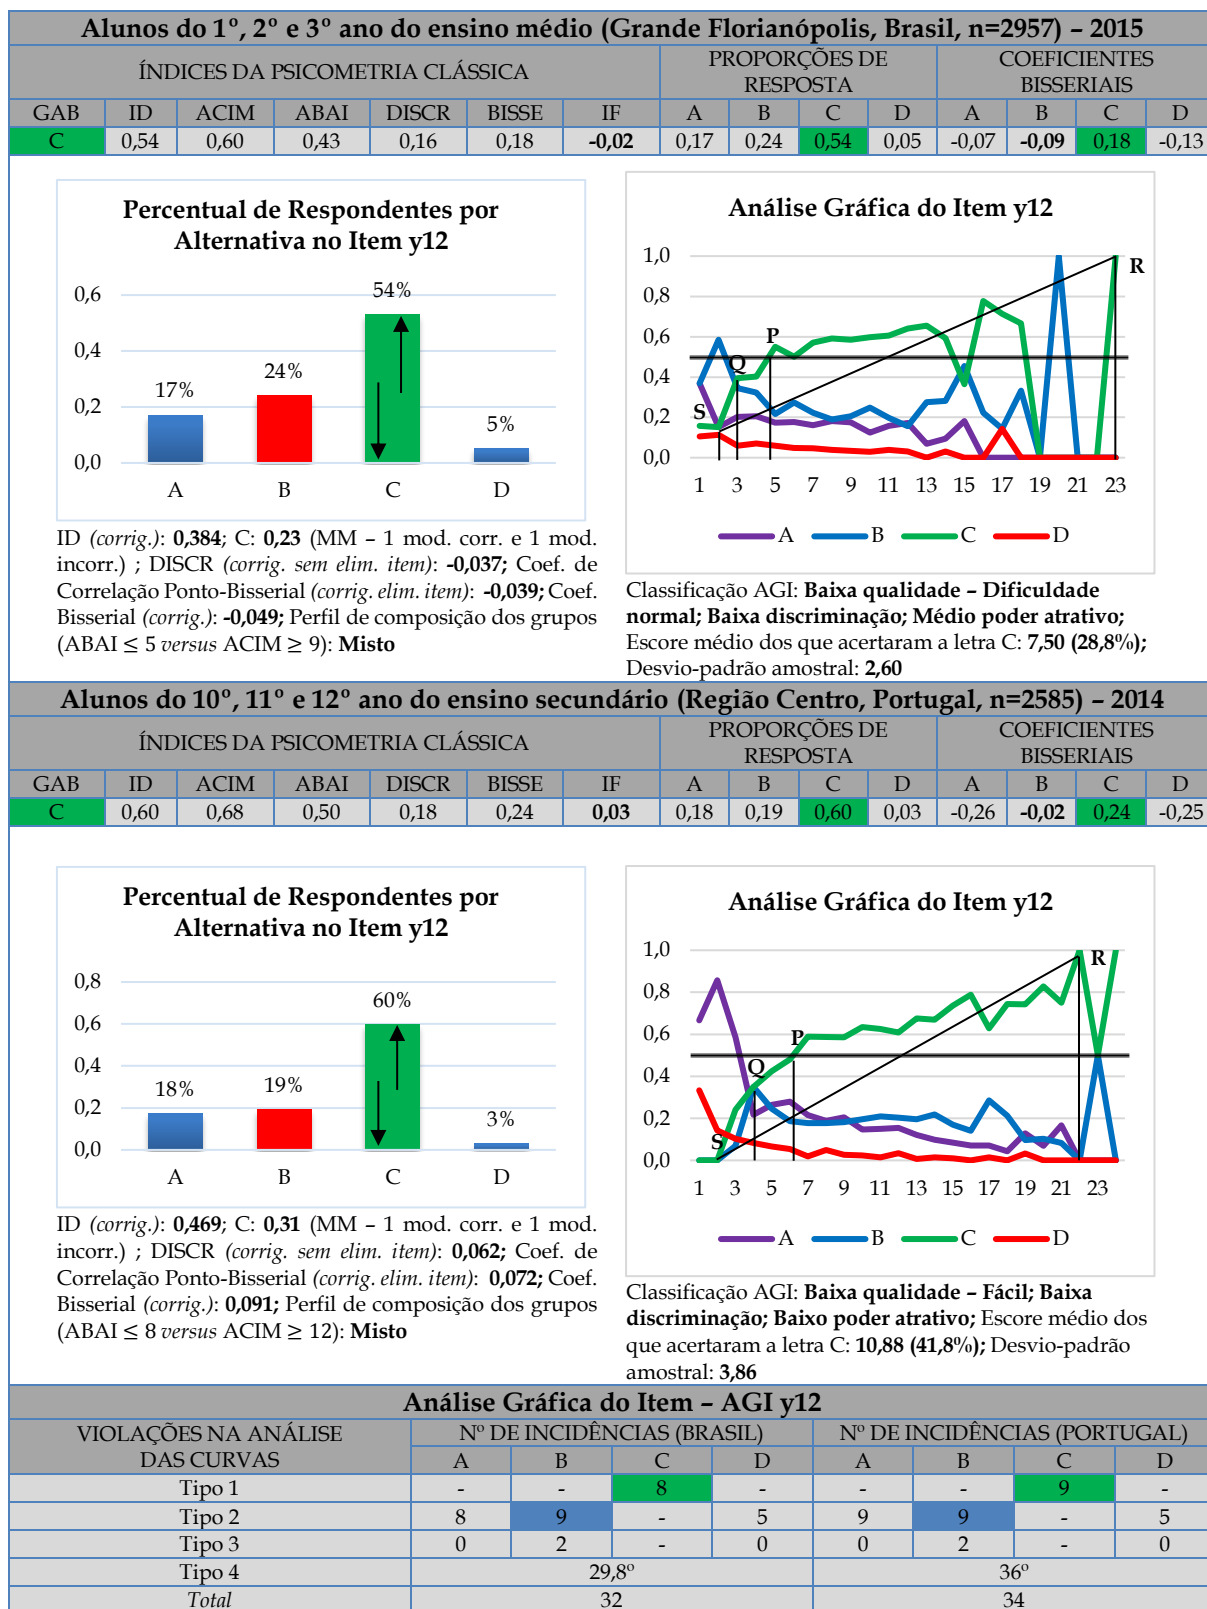 Alunos do 1º, 2º e 3º ano do ensino médio (Grande Florianópolis, Brasil, n=2957) – 2015
ÍNDICES DA PSICOMETRIA CLÁSSICA PROPORÇÕES DE RESPOSTA COEFICIENTES BISSERIAIS
GAB ID ACIM ABAI DISCR BISSE IF A B C D A B C D
C 0,54 0,60 0,43 0,16 0,18 -0,02 0,17 0,24 0,54 0,05 -0,07 -0,09 0,18 -0,13
Percentual de Respondentes por
Alternativa no Item y12
0,6
0,4
0,2
0,0
17%
24%
54%
5%
A B C D
ID (corrig.): 0,384; C: 0,23 (MM – 1 mod. corr. e 1 mod.
incorr.) ; DISCR (corrig. sem elim. item): -0,037; Coef. de
Correlação Ponto-Bisserial (corrig. elim. item): -0,039; Coef.
Bisserial (corrig.): -0,049; Perfil de composição dos grupos
(ABAI ≤ 5 versus ACIM ≥ 9): Misto
Análise Gráfica do Item y12
1,0
0,8
0,6
0,4
0,2
0,0
S
Q
P
R
1 3 5 7 9 11 13 15 17 19 21 23
A B C D
Classificação AGI: Baixa qualidade – Dificuldade
normal; Baixa discriminação; Médio poder atrativo;
Escore médio dos que acertaram a letra C: 7,50 (28,8%);
Desvio-padrão amostral: 2,60
Alunos do 10º, 11º e 12º ano do ensino secundário (Região Centro, Portugal, n=2585) – 2014
ÍNDICES DA PSICOMETRIA CLÁSSICA PROPORÇÕES DE RESPOSTA COEFICIENTES BISSERIAIS
GAB ID ACIM ABAI DISCR BISSE IF A B C D A B C D
C 0,60 0,68 0,50 0,18 0,24 0,03 0,18 0,19 0,60 0,03 -0,26 -0,02 0,24 -0,25
Percentual de Respondentes por
Alternativa no Item y12
0,8
0,6
0,4
0,2
0,0
18%
19%
60%
3%
A B C D
ID (corrig.): 0,469; C: 0,31 (MM – 1 mod. corr. e 1 mod.
incorr.) ; DISCR (corrig. sem elim. item): 0,062; Coef. de
Correlação Ponto-Bisserial (corrig. elim. item): 0,072; Coef.
Bisserial (corrig.): 0,091; Perfil de composição dos grupos
(ABAI ≤ 8 versus ACIM ≥ 12): Misto
Análise Gráfica do Item y12
1,0
0,8
0,6
0,4
0,2
0,0
S
Q
P
R
1 3 5 7 9 11 13 15 17 19 21 23
A B C D
Classificação AGI: Baixa qualidade – Fácil; Baixa
discriminação; Baixo poder atrativo; Escore médio dos
que acertaram a letra C: 10,88 (41,8%); Desvio-padrão
amostral: 3,86
Análise Gráfica do Item – AGI y12
VIOLAÇÕES NA ANÁLISE DAS CURVAS Nº DE INCIDÊNCIAS (BRASIL) Nº DE INCIDÊNCIAS (PORTUGAL)
A B C D A B C D
Tipo 1 - - 8 - - - 9 -
Tipo 2 8 9 - 5 9 9 - 5
Tipo 3 0 2 - 0 0 2 - 0
Tipo 4 29,8º 36º
Total 32 34